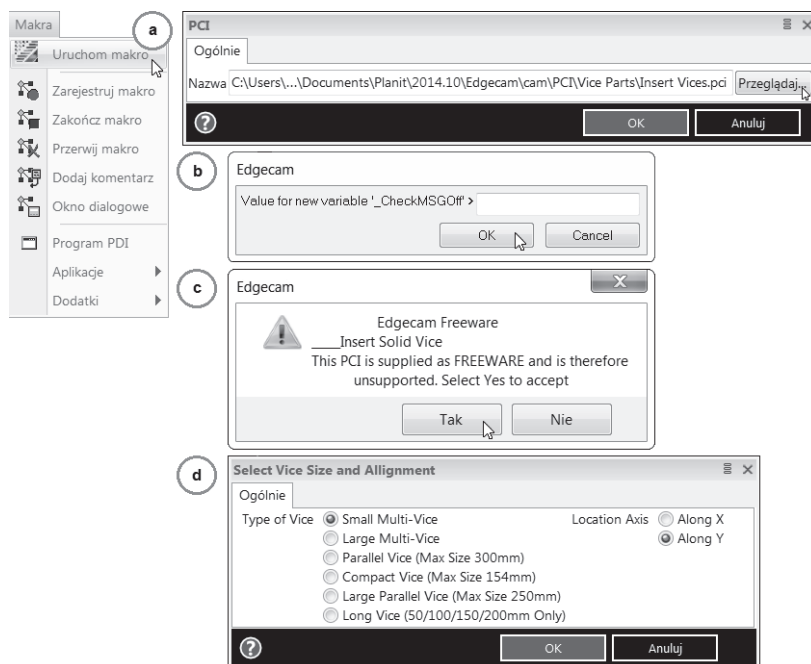 Makra
Uruchom makro
Zarejestruj makro
Zakończ makro
Przerwij makro
Dodaj komentarz
Okno dialogowe
Program PDI
Aplikacje
Dodatki
a
PCI
Ogólnie
Nazwa C:\Users\...\Documents\Planit\2014.10\Edgecam\cam\PCI\Vice Parts\Insert Vices.pci Przeglądaj...
? OK Anuluj
b
Edgecam
Value for new variable '_CheckMSGOff' >
OK Cancel
c
Edgecam X
Edgecam Freeware
____Insert Solid Vice
This PCI is supplied as FREEWARE and is therefore
unsupported. Select Yes to accept
Tak Nie
d
Select Vice Size and Allignment
Ogólnie
Type of Vice Small Multi-Vice Location Axis Along X
Large Multi-Vice Along Y
Parallel Vice (Max Size 300mm)
Compact Vice (Max Size 154mm)
Large Parallel Vice (Max Size 250mm)
Long Vice (50/100/150/200mm Only)
? OK Anuluj